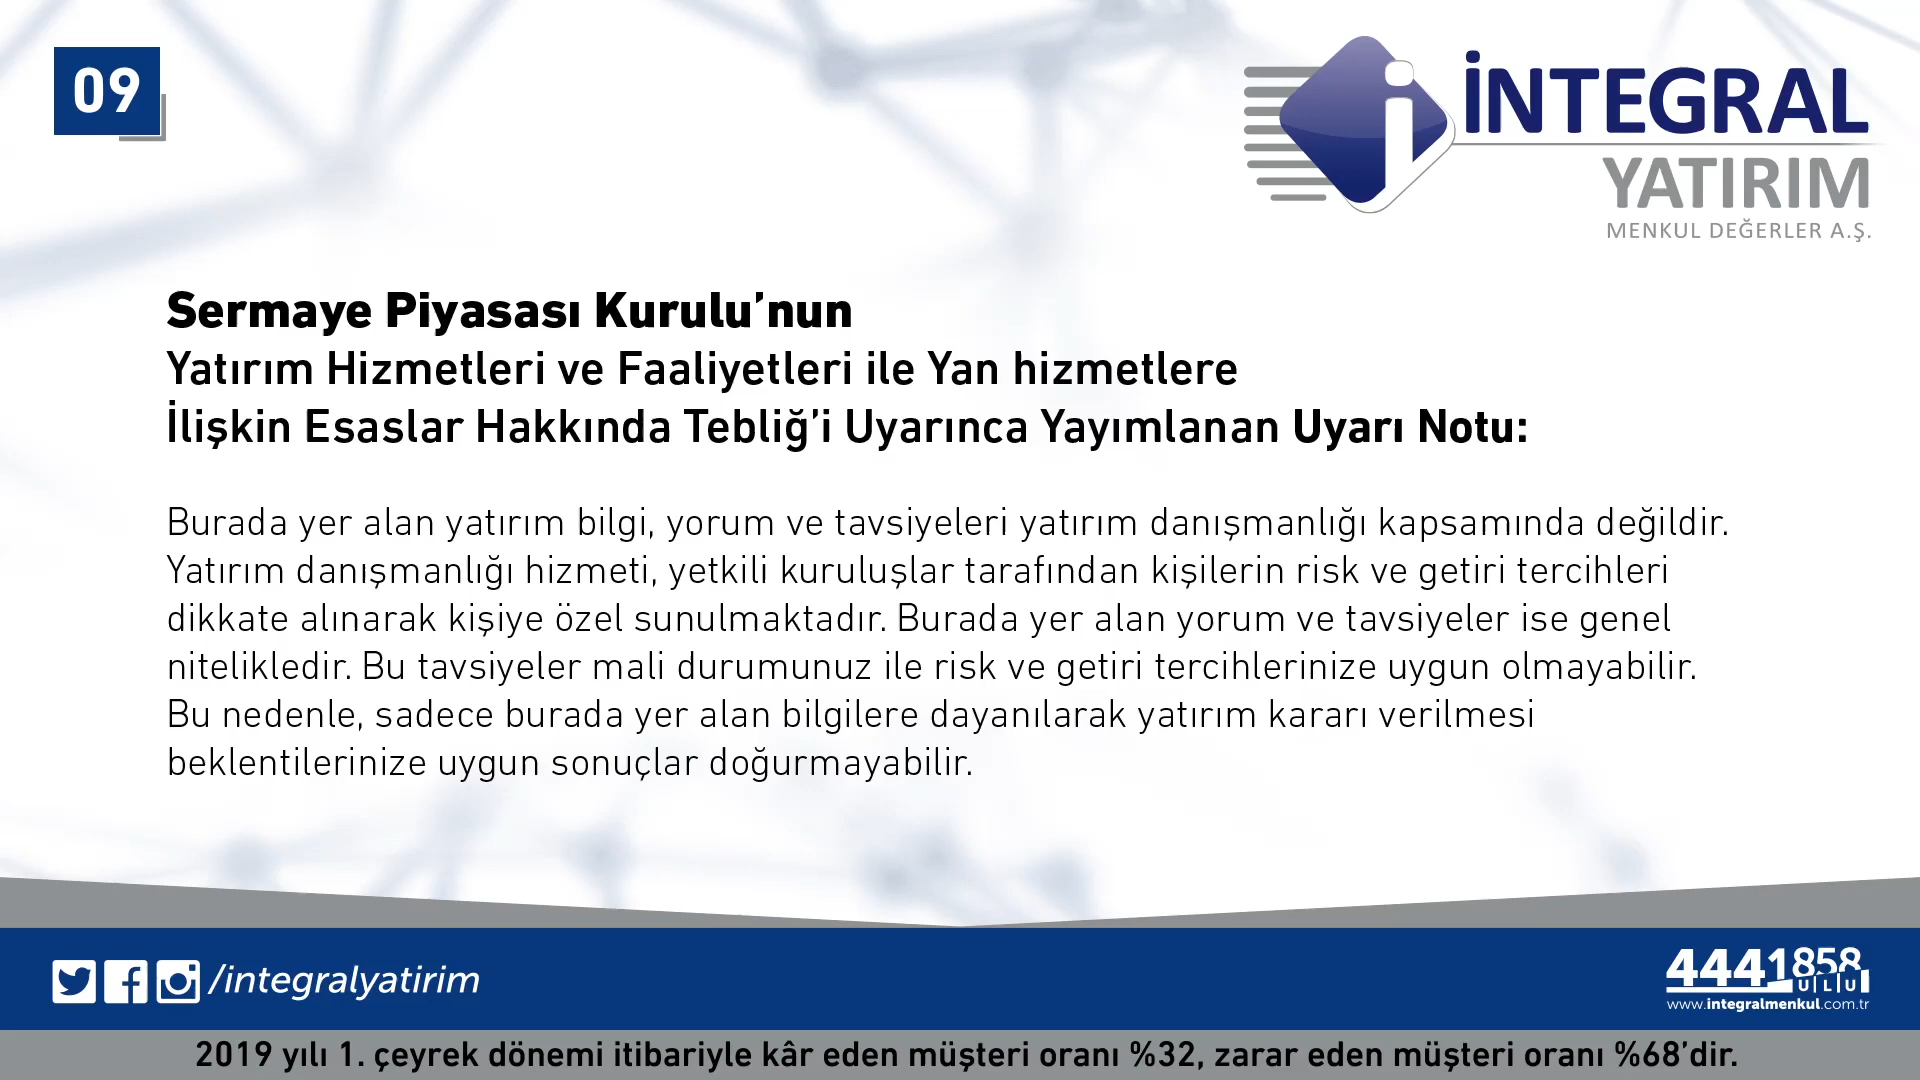 09
İNTEGRAL
YATIRIM
MENKUL DEĞERLER A.Ş.
Sermaye Piyasası Kurulu’nun
Yatırım Hizmetleri ve Faaliyetleri ile Yan hizmetlere
İlişkin Esaslar Hakkında Tebliğ’i Uyarınca Yayımlanan Uyarı Notu:
Burada yer alan yatırım bilgi, yorum ve tavsiyeleri yatırım danışmanlığı kapsamında değildir.
Yatırım danışmanlığı hizmeti, yetkili kuruluşlar tarafından kişilerin risk ve getiri tercihleri
dikkate alınarak kişiye özel sunulmaktadır. Burada yer alan yorum ve tavsiyeler ise genel
nitelikledir. Bu tavsiyeler mali durumunuz ile risk ve getiri tercihlerinize uygun olmayabilir.
Bu nedenle, sadece burada yer alan bilgilere dayanılarak yatırım kararı verilmesi
beklentilerinize uygun sonuçlar doğurmayabilir.
/integralyatirim
4441858
U|L|U
www.integralmenkul.com.tr
2019 yılı 1. çeyrek dönemi itibariyle kâr eden müşteri oranı %32, zarar eden müşteri oranı %68’dir.